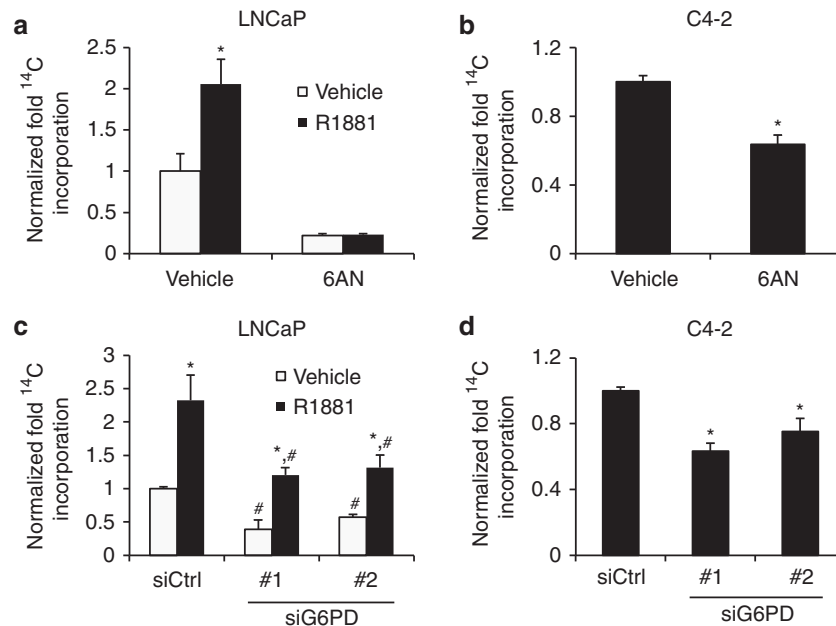 a
LNCaP
Normalized fold ¹⁴C
incorporation
2.5
2
1.5
1
0.5
0
*
Vehicle
R1881
Vehicle
6AN
b
C4-2
Normalized fold ¹⁴C
incorporation
1.2
0.8
0.4
0
*
Vehicle
6AN
c
LNCaP
Normalized fold ¹⁴C
incorporation
3
2.5
2
1.5
1
0.5
0
*
Vehicle
R1881
#
*,#
#
*,#
siCtrl
#1
#2
siG6PD
d
C4-2
Normalized fold ¹⁴C
incorporation
1.2
0.8
0.4
0
*
*
siCtrl
#1
#2
siG6PD